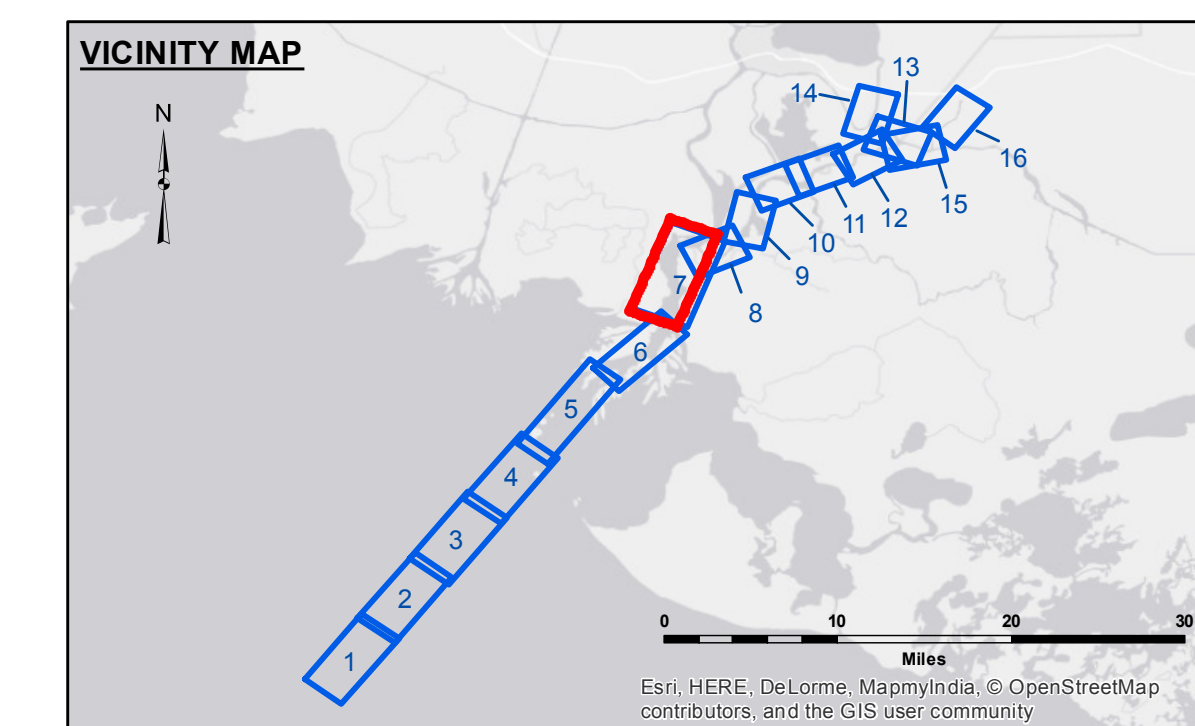 VICINITY MAP
N
13
14
16
15
12
11
10
9
7
8
6
5
4
3
2
1
0 10 20 30
Miles
Esri, HERE, DeLorme, MapmyIndia, © OpenStreetMap
contributors, and the GIS user community